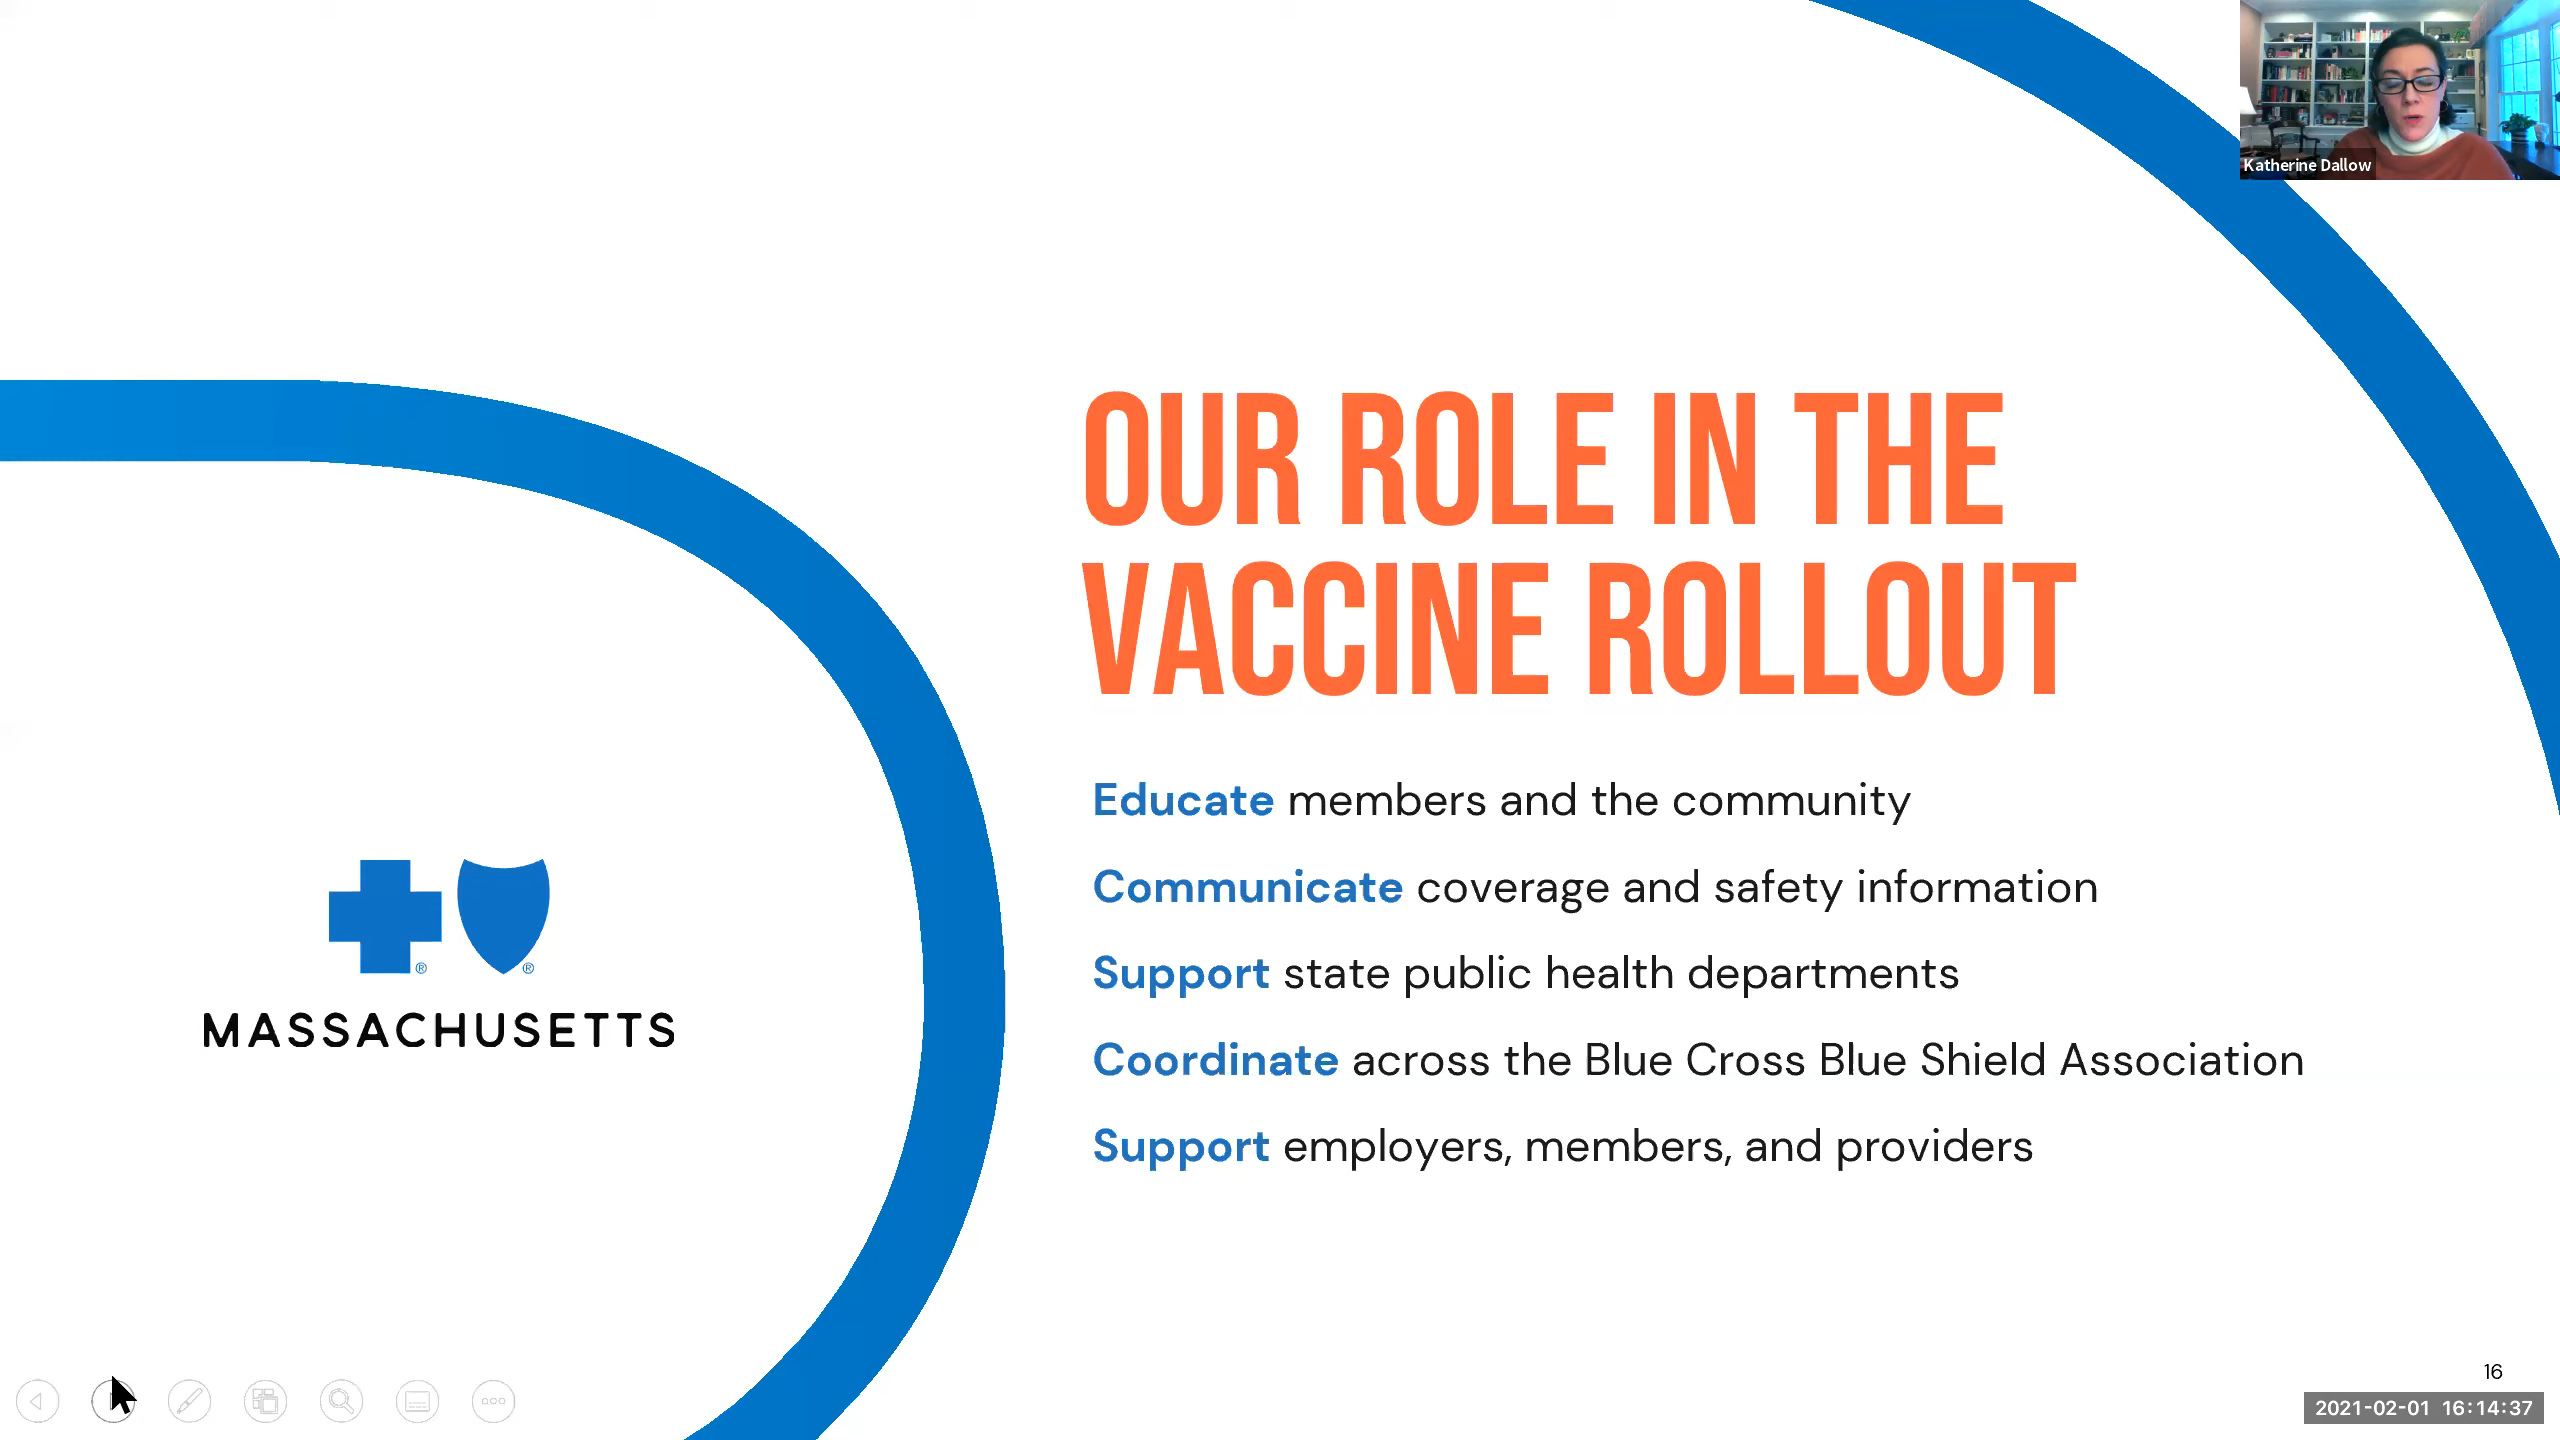 Katherine Dallow
OUR ROLE IN THE
VACCINE ROLLOUT
Educate members and the community
Communicate coverage and safety information
Support state public health departments
Coordinate across the Blue Cross Blue Shield Association
Support employers, members, and providers
® ®
MASSACHUSETTS
16
2021-02-01 16:14:37